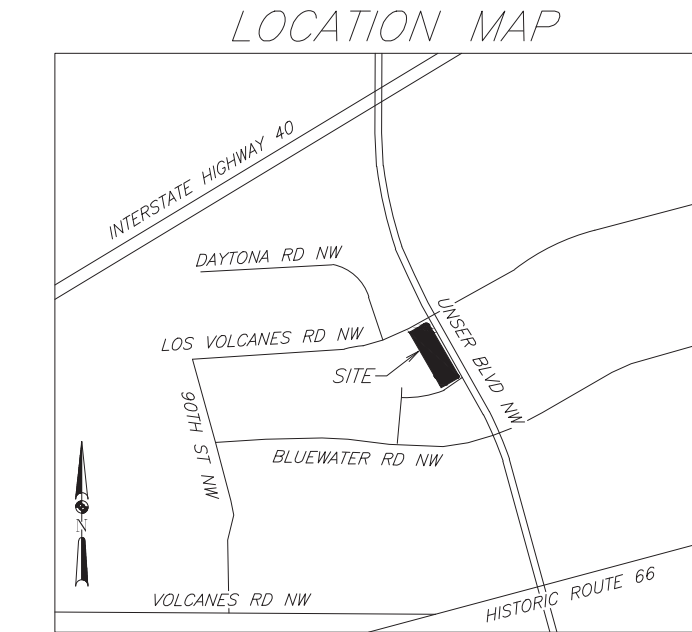 LOCATION MAP
INTERSTATE HIGHWAY 40
DAYTONA RD NW
LOS VOLCANES RD NW
UNSER BLVD NW
SITE
90TH ST NW
BLUEWATER RD NW
N
VOLCANES RD NW
HISTORIC ROUTE 66